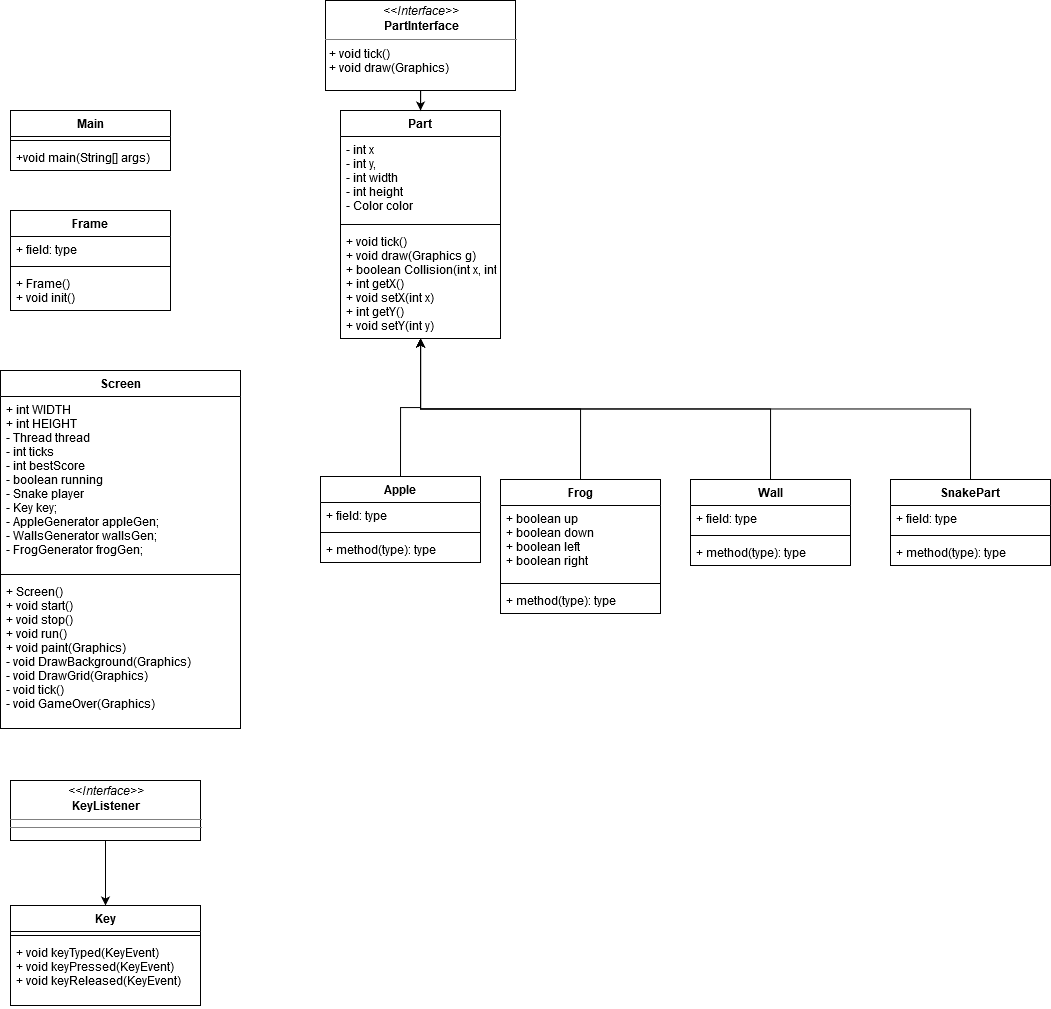 <<Interface>>
PartInterface
+ void tick()
+ void draw(Graphics)
Main
+void main(String[] args)
Part
- int x
- int y,
- int width
- int height
- Color color
+ void tick()
+ void draw(Graphics g)
+ boolean Collision(int x, int
+ int getX()
+ void setX(int x)
+ int getY()
+ void setY(int y)
Frame
+ field: type
+ Frame()
+ void init()
Screen
+ int WIDTH
+ int HEIGHT
- Thread thread
- int ticks
- int bestScore
- boolean running
- Snake player
- Key key;
- AppleGenerator appleGen;
- WallsGenerator wallsGen;
- FrogGenerator frogGen;
+ Screen()
+ void start()
+ void stop()
+ void run()
+ void paint(Graphics)
- void DrawBackground(Graphics)
- void DrawGrid(Graphics)
- void tick()
- void GameOver(Graphics)
Apple
+ field: type
+ method(type): type
Frog
+ boolean up
+ boolean down
+ boolean left
+ boolean right
+ method(type): type
Wall
+ field: type
+ method(type): type
SnakePart
+ field: type
+ method(type): type
<<Interface>>
KeyListener
Key
+ void keyTyped(KeyEvent)
+ void keyPressed(KeyEvent)
+ void keyReleased(KeyEvent)